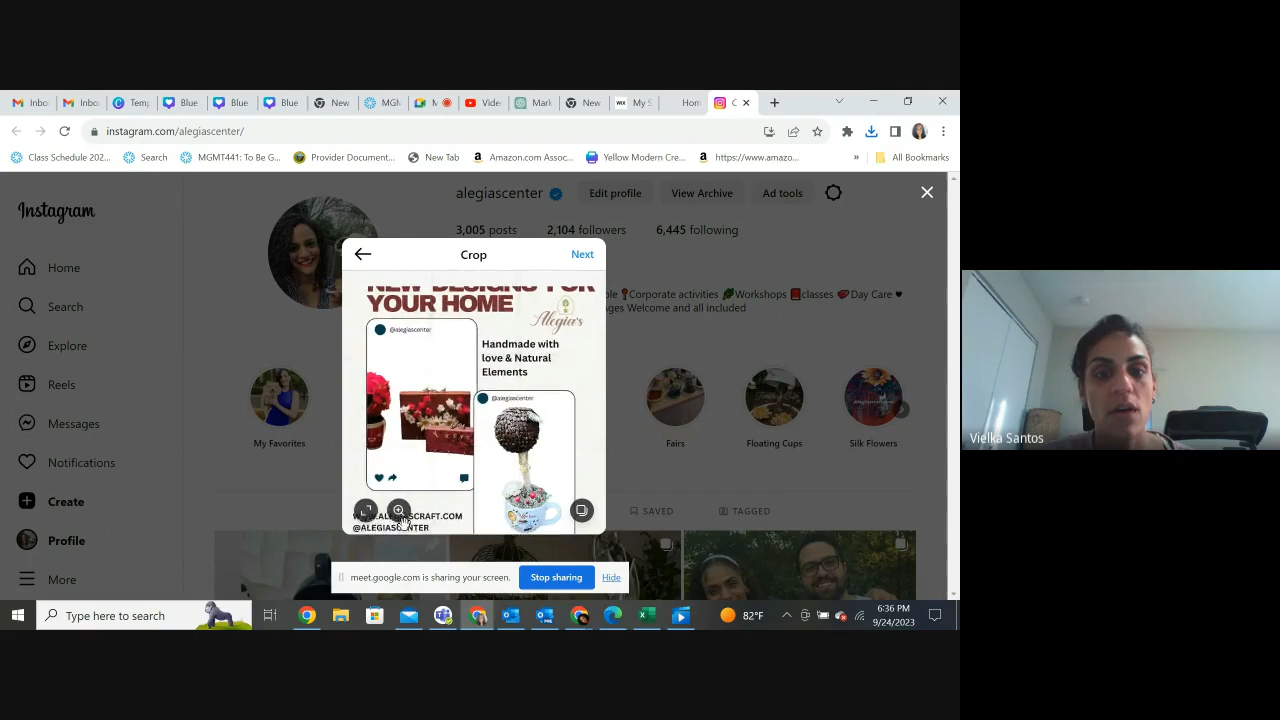 Inbo
Inbo
Temp
Blue
Blue
Blue
New
MGM
M
Vide
Mark
New
WIX
My S
Hom
C
instagram.com/alegiascenter/
Class Schedule 202...
Search
MGMT441: To Be G...
Provider Document...
New Tab
Amazon.com Assoc...
Yellow Modern Cre...
https://www.amazo...
»
All Bookmarks
Instagram
Home
Search
Explore
Reels
Messages
Notifications
Create
Profile
More
alegiascenter
Edit profile
View Archive
Ad tools
3,005 posts
2,104 followers
6,445 following
Corporate activities
Workshops
classes
Day Care
Ages Welcome and all included
My Favorites
Fairs
Floating Cups
Silk Flowers
SAVED
TAGGED
Crop
Next
NEW DESIGNS FOR
YOUR HOME
Alegia's
@alegiascenter
Handmade with
love & Natural
Elements
@alegiascenter
@ALEGIASCENTER
meet.google.com is sharing your screen.
Stop sharing
Hide
Type here to search
82°F
6:36 PM
9/24/2023
Vielka Santos